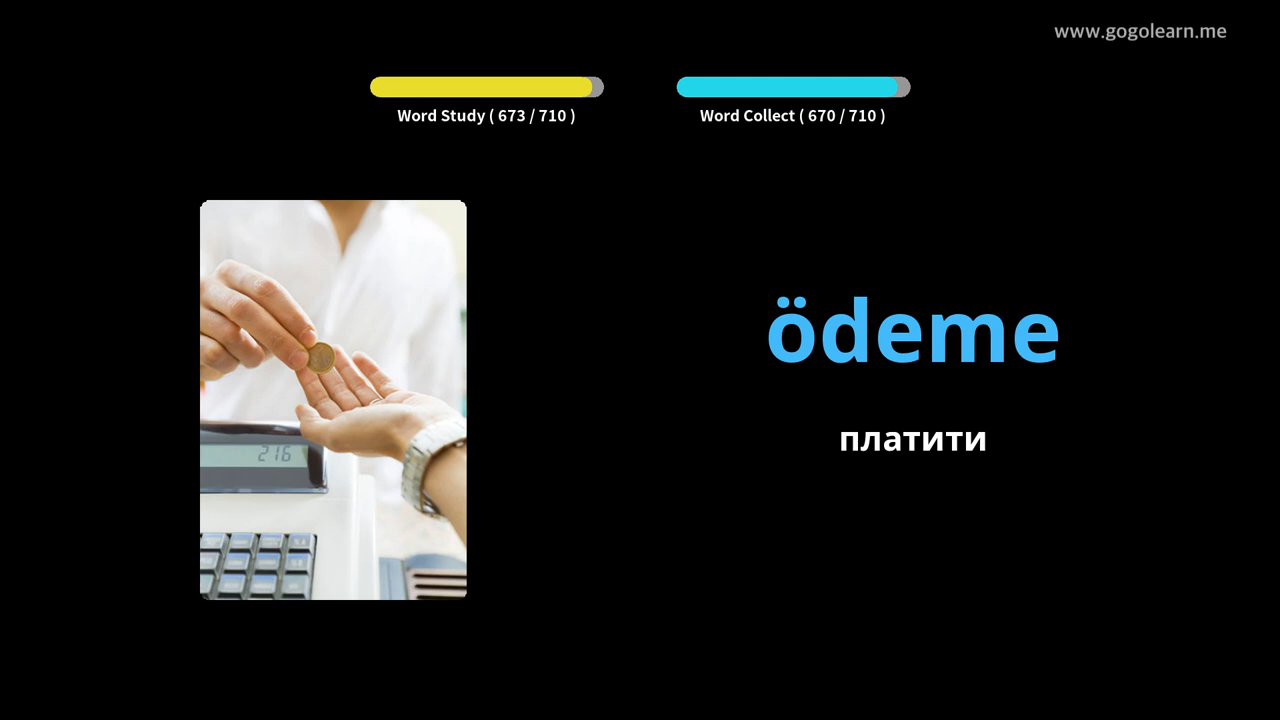 www.gogolearn.me
Word Study ( 673 / 710 )
Word Collect ( 670 / 710 )
ödeme
платити
216